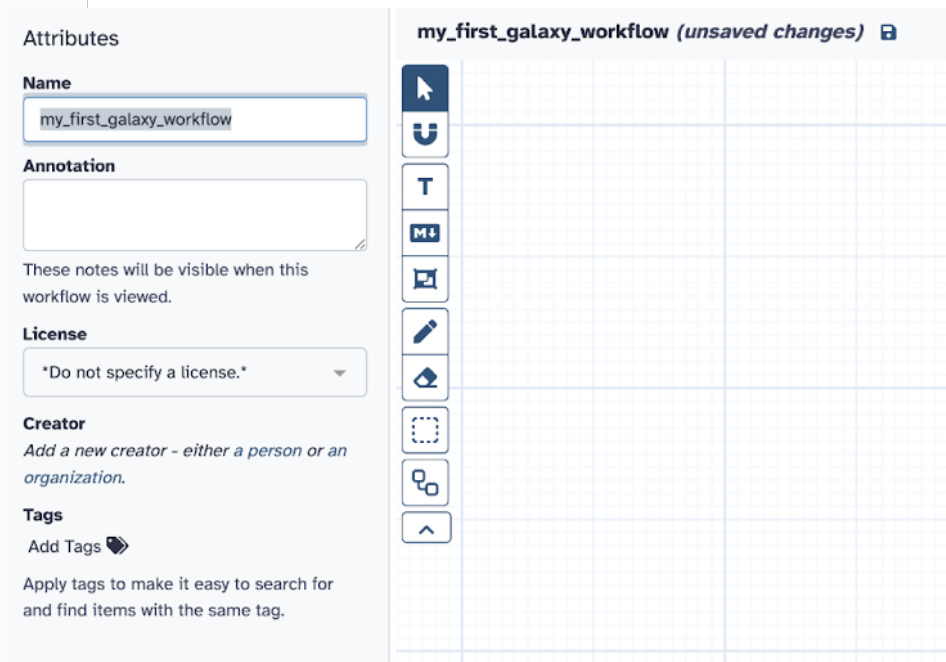 Attributes
Name
my_first_galaxy_workflow
Annotation
These notes will be visible when this
workflow is viewed.
License
*Do not specify a license.*
Creator
Add a new creator - either a person or an
organization.
Tags
Add Tags
Apply tags to make it easy to search for
and find items with the same tag.
my_first_galaxy_workflow (unsaved changes)
T
M